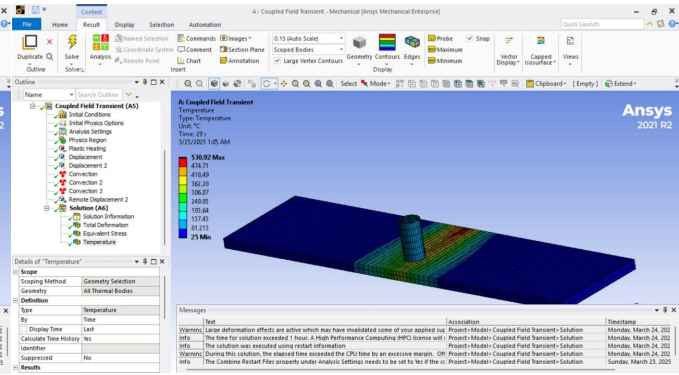 Context
A : Coupled Field Transient - Mechanical [Ansys Mechanical Enterprise]
File Home Result Display Selection Automation
Quick Launch
Duplicate Q Solve Analysis
Named Selection
Coordinate System
Remote Point
Commands
Comment
Chart
Images
Section Plane
Annotation
0.15 (Auto Scale)
Scoped Bodies
Large Vertex Contours
Geometry Contours Edges
Probe Snap
Maximum
Minimum
Vector Display
Capped Isosurface
Views
Outline Solver Insert Display
Outline
Name Search Outline
Select Mode Clipboard [ Empty ] Extend
Coupled Field Transient (A5)
Initial Conditions
Initial Physics Options
Analysis Settings
Physics Region
Plastic Heating
Displacement
Displacement 2
Convection
Convection 2
Convection 3
Remote Displacement 2
Solution (A6)
Solution Information
Total Deformation
Equivalent Stress
Temperature
A: Coupled Field Transient
Temperature
Type: Temperature
Unit: °C
Time: 29 s
3/25/2025 1:05 AM
530.92 Max
474.71
418.49
362.28
306.07
249.85
193.64
137.43
81.213
25 Min
Ansys
2021 R2
Details of "Temperature"
Scope
Scoping Method Geometry Selection
Geometry All Thermal Bodies
Definition
Type Temperature
By Time
Display Time Last
Calculate Time History Yes
Identifier
Suppressed No
Results
Messages
Text Association Timestamp
Warning Large deformation effects are active which may have invalidated some of your applied sup Project>Model>Coupled Field Transient>Solution Monday, March 24, 202
Info The time for solution exceeded 1 hour. A High Performance Computing (HPC) license will Project>Model>Coupled Field Transient>Solution Monday, March 24, 202
Info The solution was executed using restart information Project>Model>Coupled Field Transient>Solution Monday, March 24, 202
Warning During this solution, the elapsed time exceeded the CPU time by an excessive margin. Oft Project>Model>Coupled Field Transient>Solution Monday, March 24, 202
Info The Combine Restart Files property under Analysis Settings needs to be set to Yes if the cc Project>Model>Coupled Field Transient>Solution Sunday, March 23, 2025